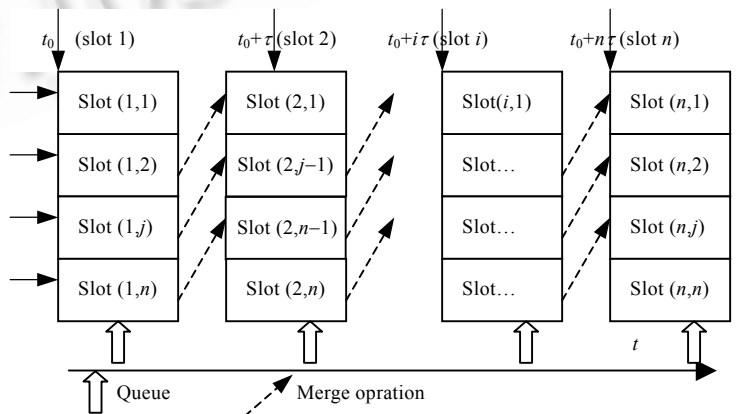 t₀ (slot 1) t₀+τ (slot 2) t₀+iτ (slot i) t₀+nτ (slot n)
Slot (1,1) Slot (2,1) Slot(i,1) Slot (n,1)
Slot (1,2) Slot (2,j−1) Slot… Slot (n,2)
Slot (1,j) Slot (2,n−1) Slot… Slot (n,j)
Slot (1,n) Slot (2,n) Slot… Slot (n,n)
t
Queue Merge opration